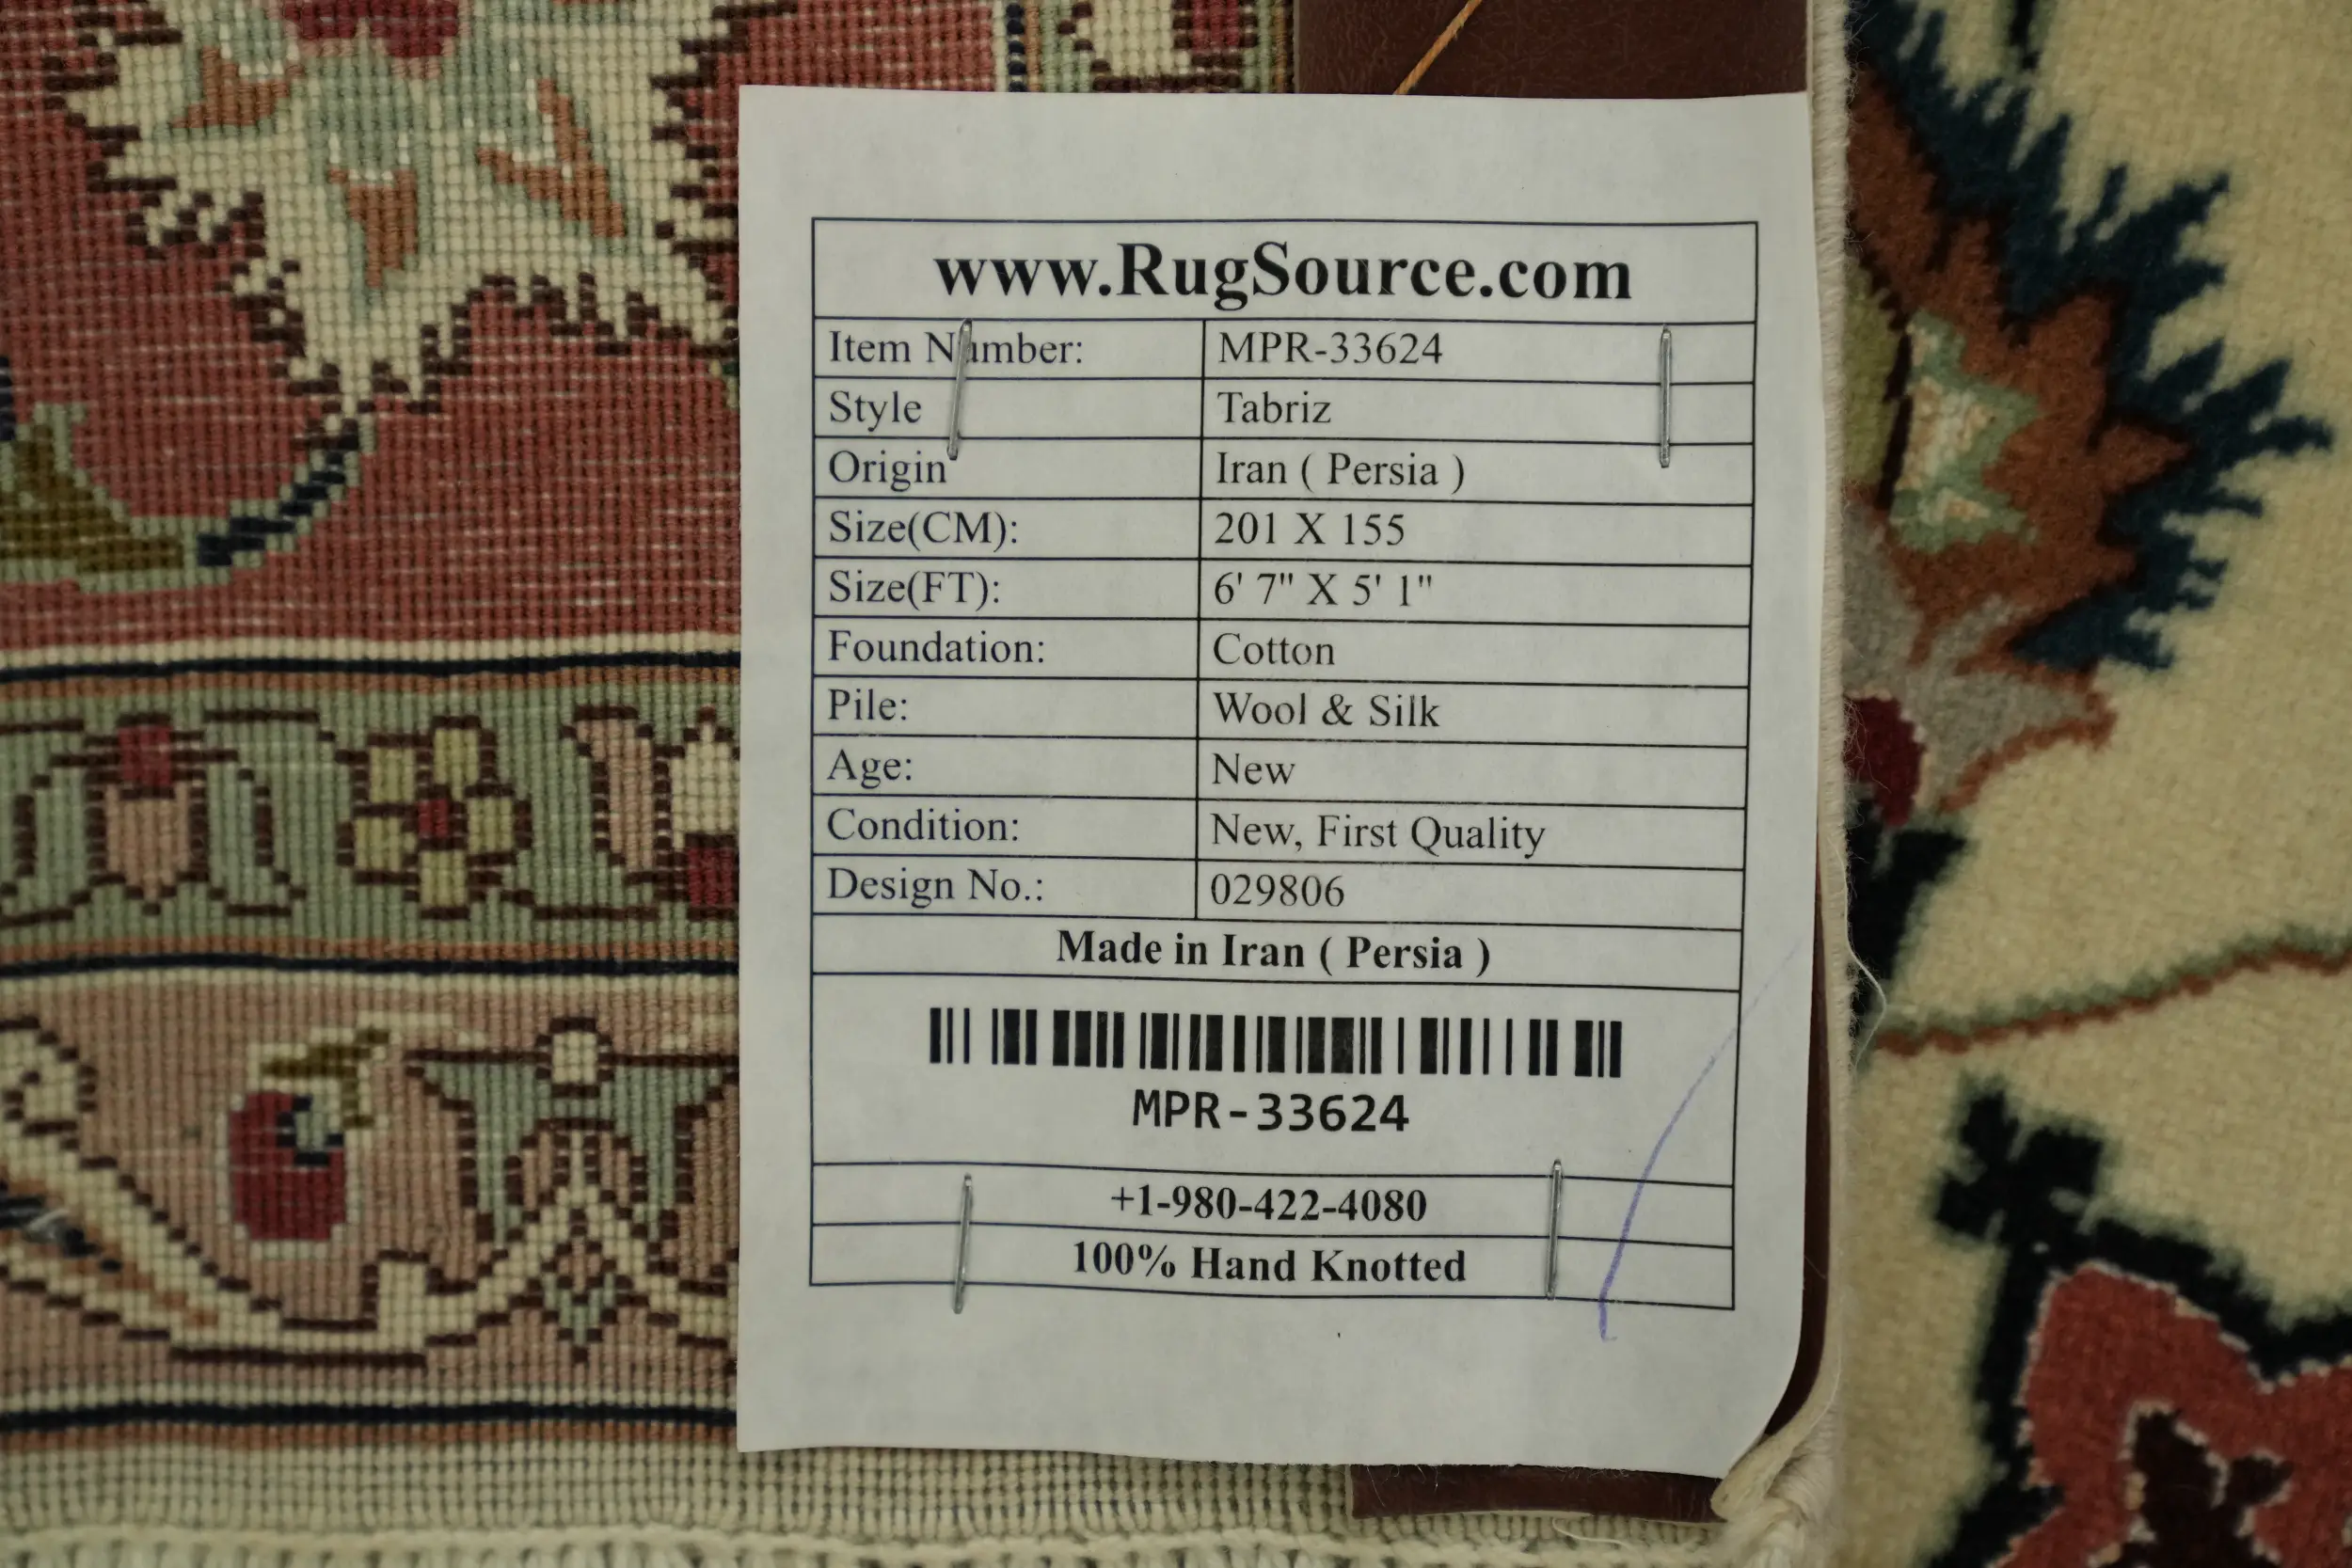 www.RugSource.com
Item Number: MPR-33624
Style Tabriz
Origin Iran ( Persia )
Size(CM): 201 X 155
Size(FT): 6' 7" X 5' 1"
Foundation: Cotton
Pile: Wool & Silk
Age: New
Condition: New, First Quality
Design No.: 029806
Made in Iran ( Persia )
MPR-33624
+1-980-422-4080
100% Hand Knotted